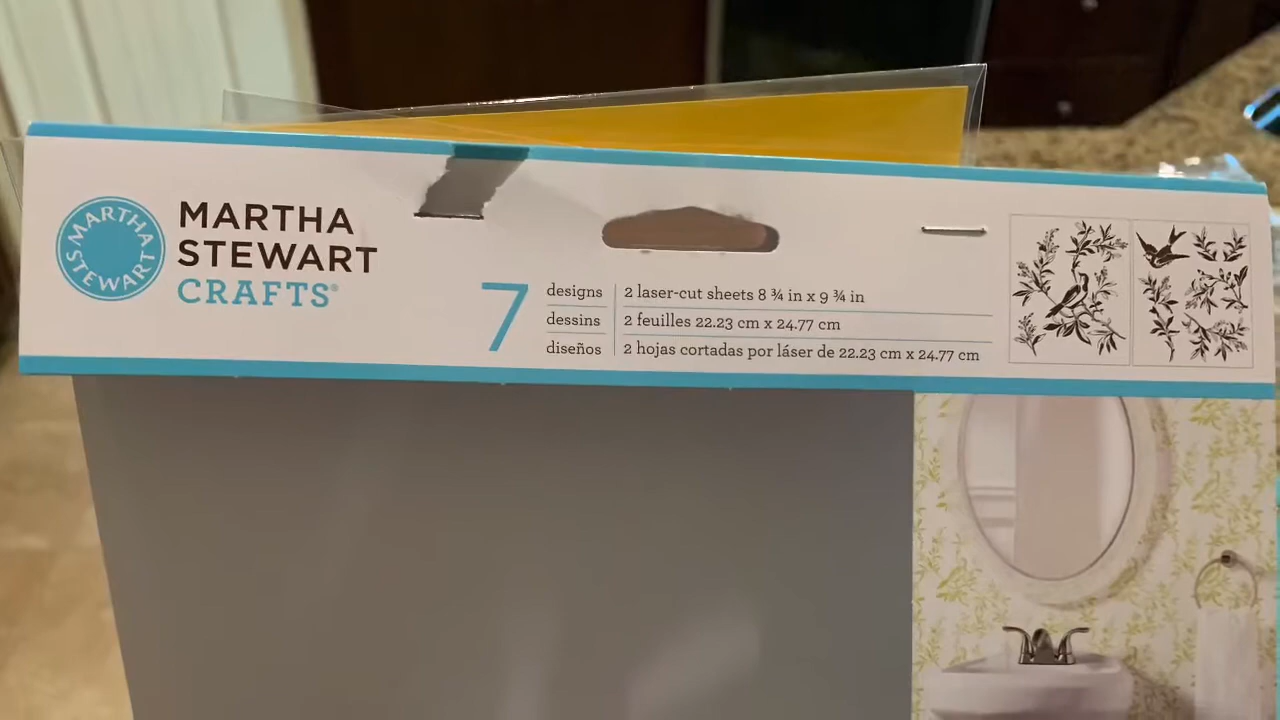 MARTHA
STEWART
MARTHA
STEWART
CRAFTS®
7
designs
2 laser-cut sheets 8 ¾ in x 9 ¾ in
dessins
2 feuilles 22.23 cm x 24.77 cm
diseños
2 hojas cortadas por láser de 22.23 cm x 24.77 cm